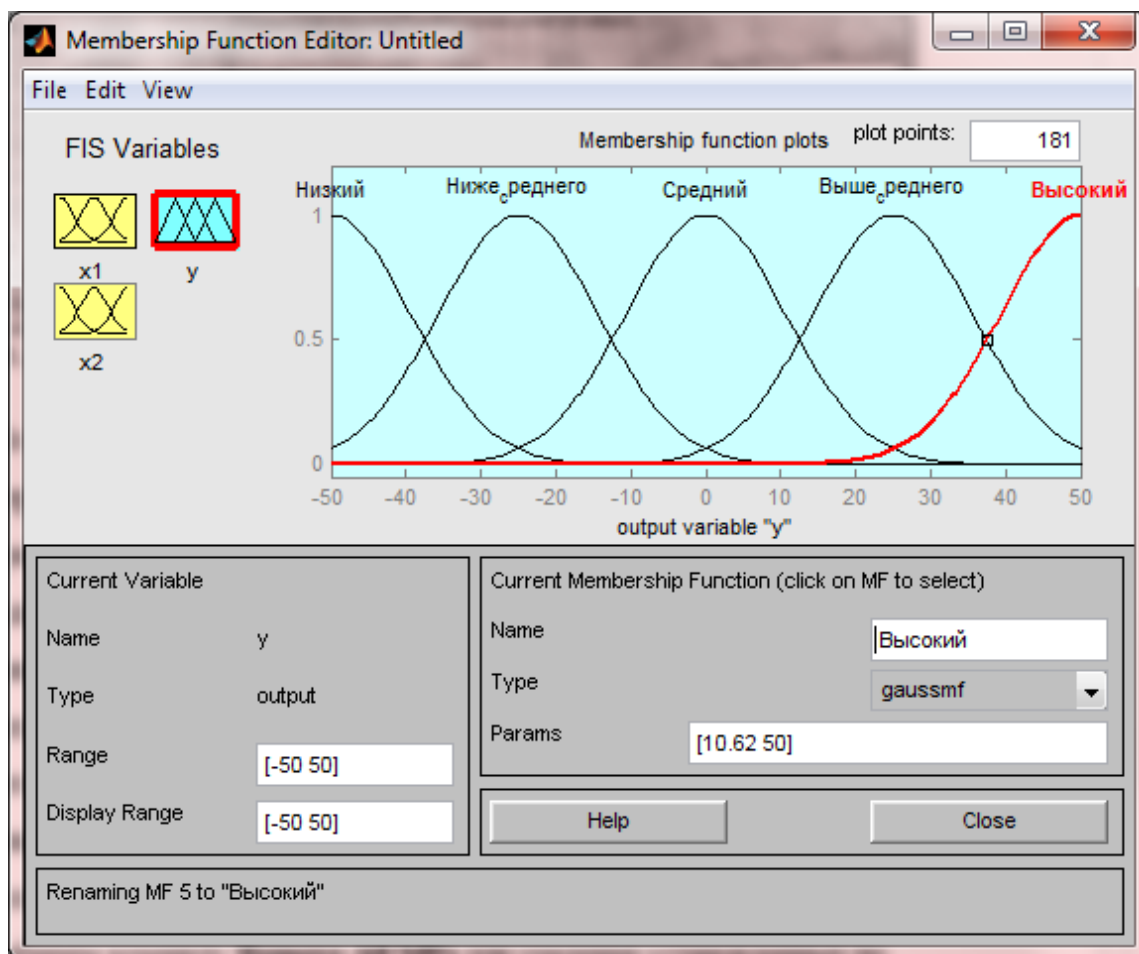 Membership Function Editor: Untitled
File Edit View
FIS Variables
Membership function plots
plot points:
181
x1
y
x2
Низкий
Ниже_среднего
Средний
Выше_среднего
Высокий
1
0.5
0
-50 -40 -30 -20 -10 0 10 20 30 40 50
output variable "y"
Current Variable
Name y
Type output
Range [-50 50]
Display Range [-50 50]
Current Membership Function (click on MF to select)
Name Высокий
Type gaussmf
Params [10.62 50]
Help Close
Renaming MF 5 to "Высокий"